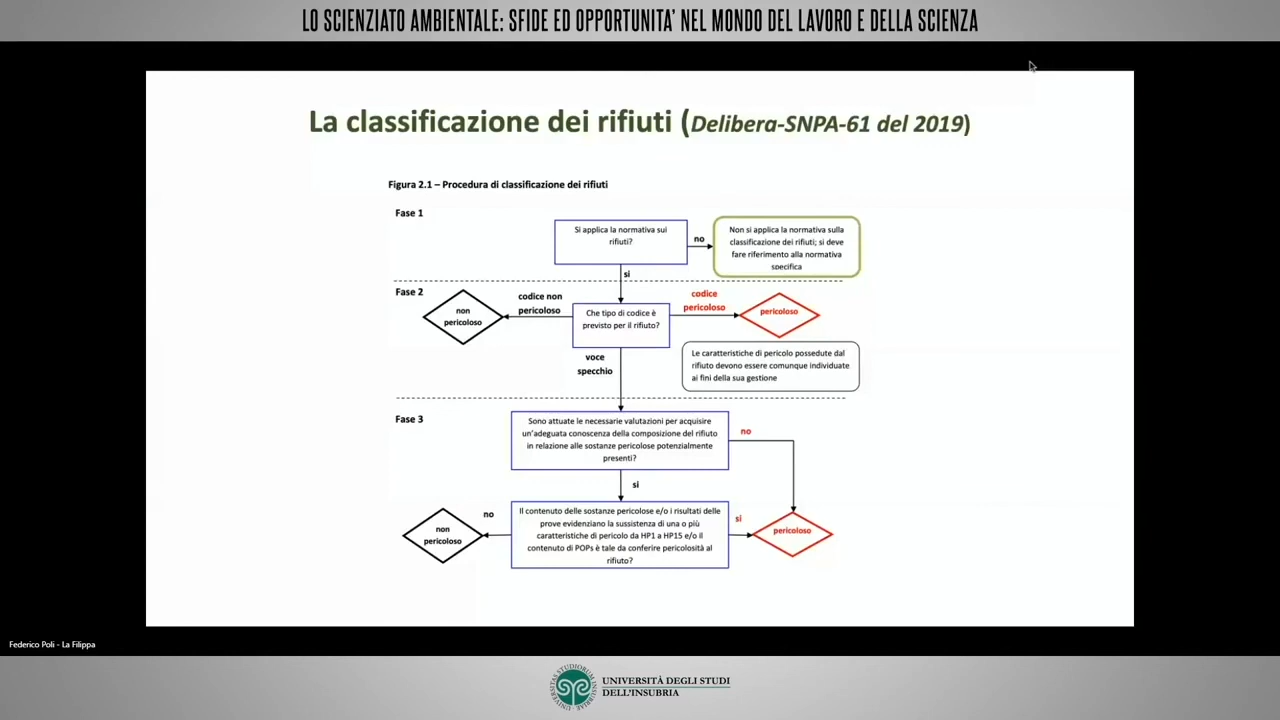 LO SCIENZIATO AMBIENTALE: SFIDE ED OPPORTUNITA' NEL MONDO DEL LAVORO E DELLA SCIENZA
La classificazione dei rifiuti (Delibera-SNPA-61 del 2019)
Figura 2.1 – Procedura di classificazione dei rifiuti
Fase 1
Si applica la normativa sui
rifiuti?
no
Non si applica la normativa sulla
classificazione dei rifiuti; si deve
fare riferimento alla normativa
specifica
si
Fase 2
non
pericoloso
codice non
pericoloso
Che tipo di codice è
previsto per il rifiuto?
codice
pericoloso
pericoloso
voce
specchio
Le caratteristiche di pericolo possedute dal
rifiuto devono essere comunque individuate
ai fini della sua gestione
Fase 3
Sono attuate le necessarie valutazioni per acquisire
un'adeguata conoscenza della composizione del rifiuto
in relazione alle sostanze pericolose potenzialmente
presenti?
no
si
non
pericoloso
no
Il contenuto delle sostanze pericolose e/o i risultati delle
prove evidenziano la sussistenza di una o più
caratteristiche di pericolo da HP1 a HP15 e/o il
contenuto di POPs è tale da conferire pericolosità al
rifiuto?
si
pericoloso
Federico Poli - La Filippa
UNIVERSITÀ DEGLI STUDI
DELL'INSUBRIA